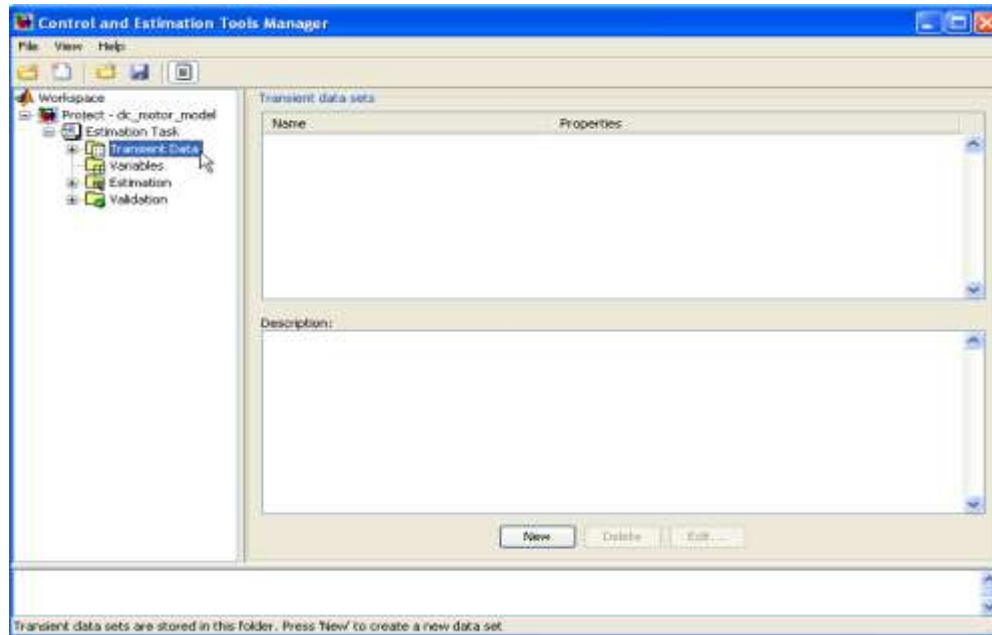 Control and Estimation Tools Manager
File View Help
Workspace
Project - dc_motor_model
Estimation Task
Transient Data
Variables
Estimation
Validation
Transient data sets
Name Properties
Description:
New Delete Edit...
Transient data sets are stored in this folder. Press 'New' to create a new data set